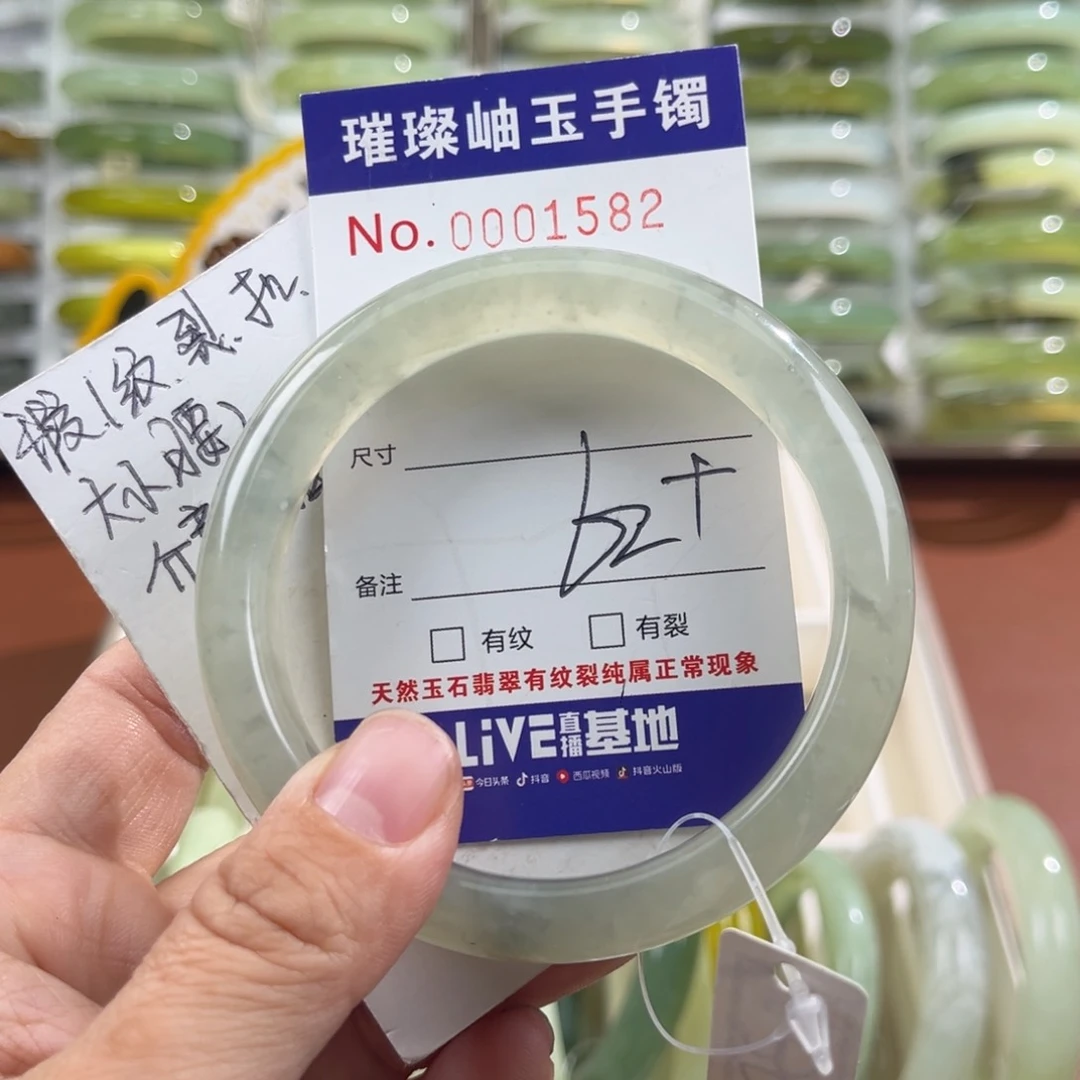 璀璨岫玉手镯
No. 0001582
纹裂
大小腰
尺寸
52+
备注
□ 有纹 □ 有裂
天然玉石翡翠有纹裂纯属正常现象
LiVE直播基地
今日头条 抖音 西瓜视频 抖音火山版